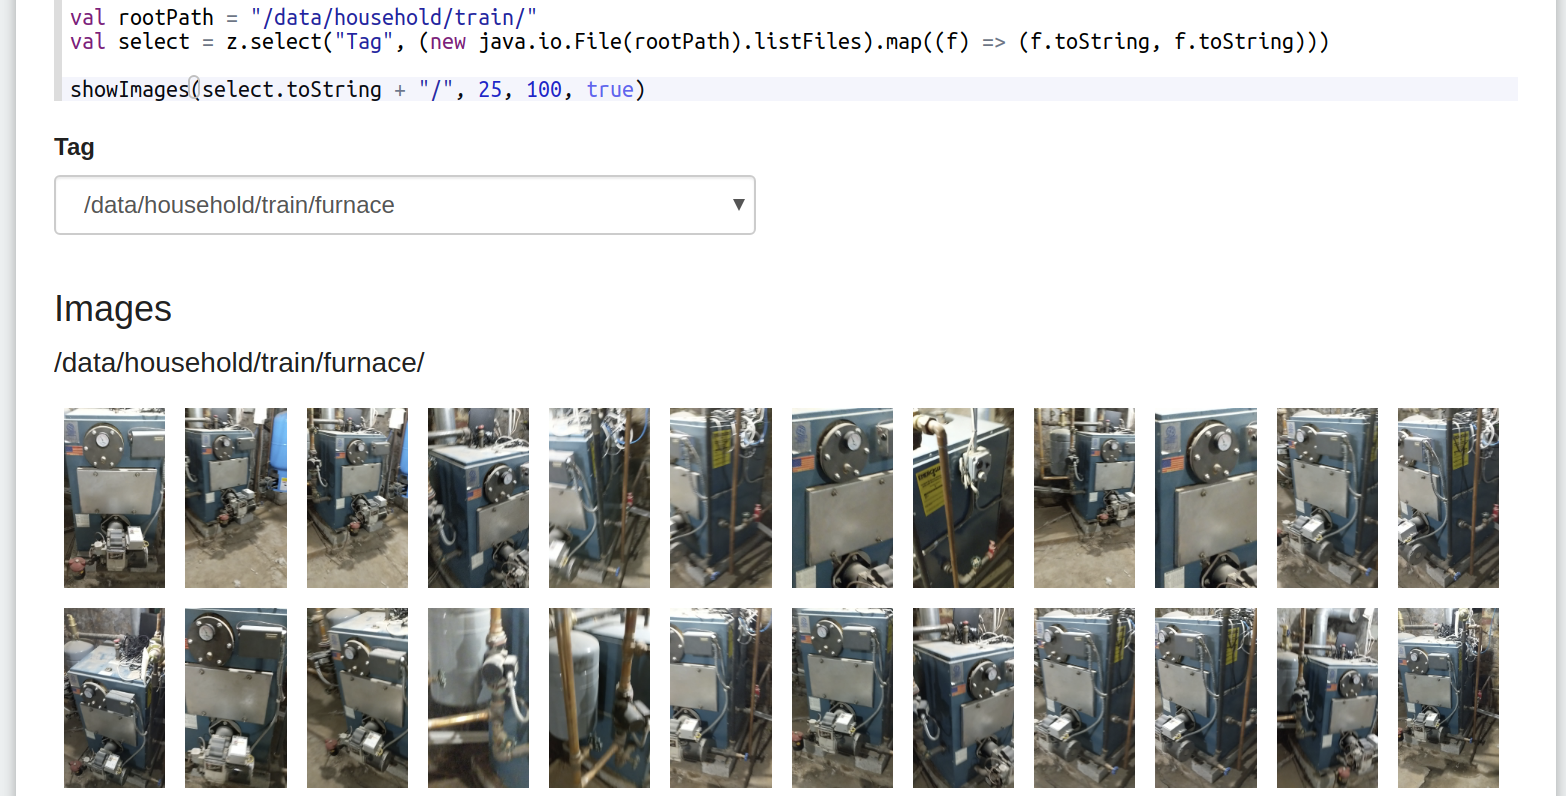 val rootPath = "/data/household/train/"
val select = z.select("Tag", (new java.io.File(rootPath).listFiles).map((f) => (f.toString, f.toString)))
showImages(select.toString + "/", 25, 100, true)
Tag
/data/household/train/furnace
Images
/data/household/train/furnace/